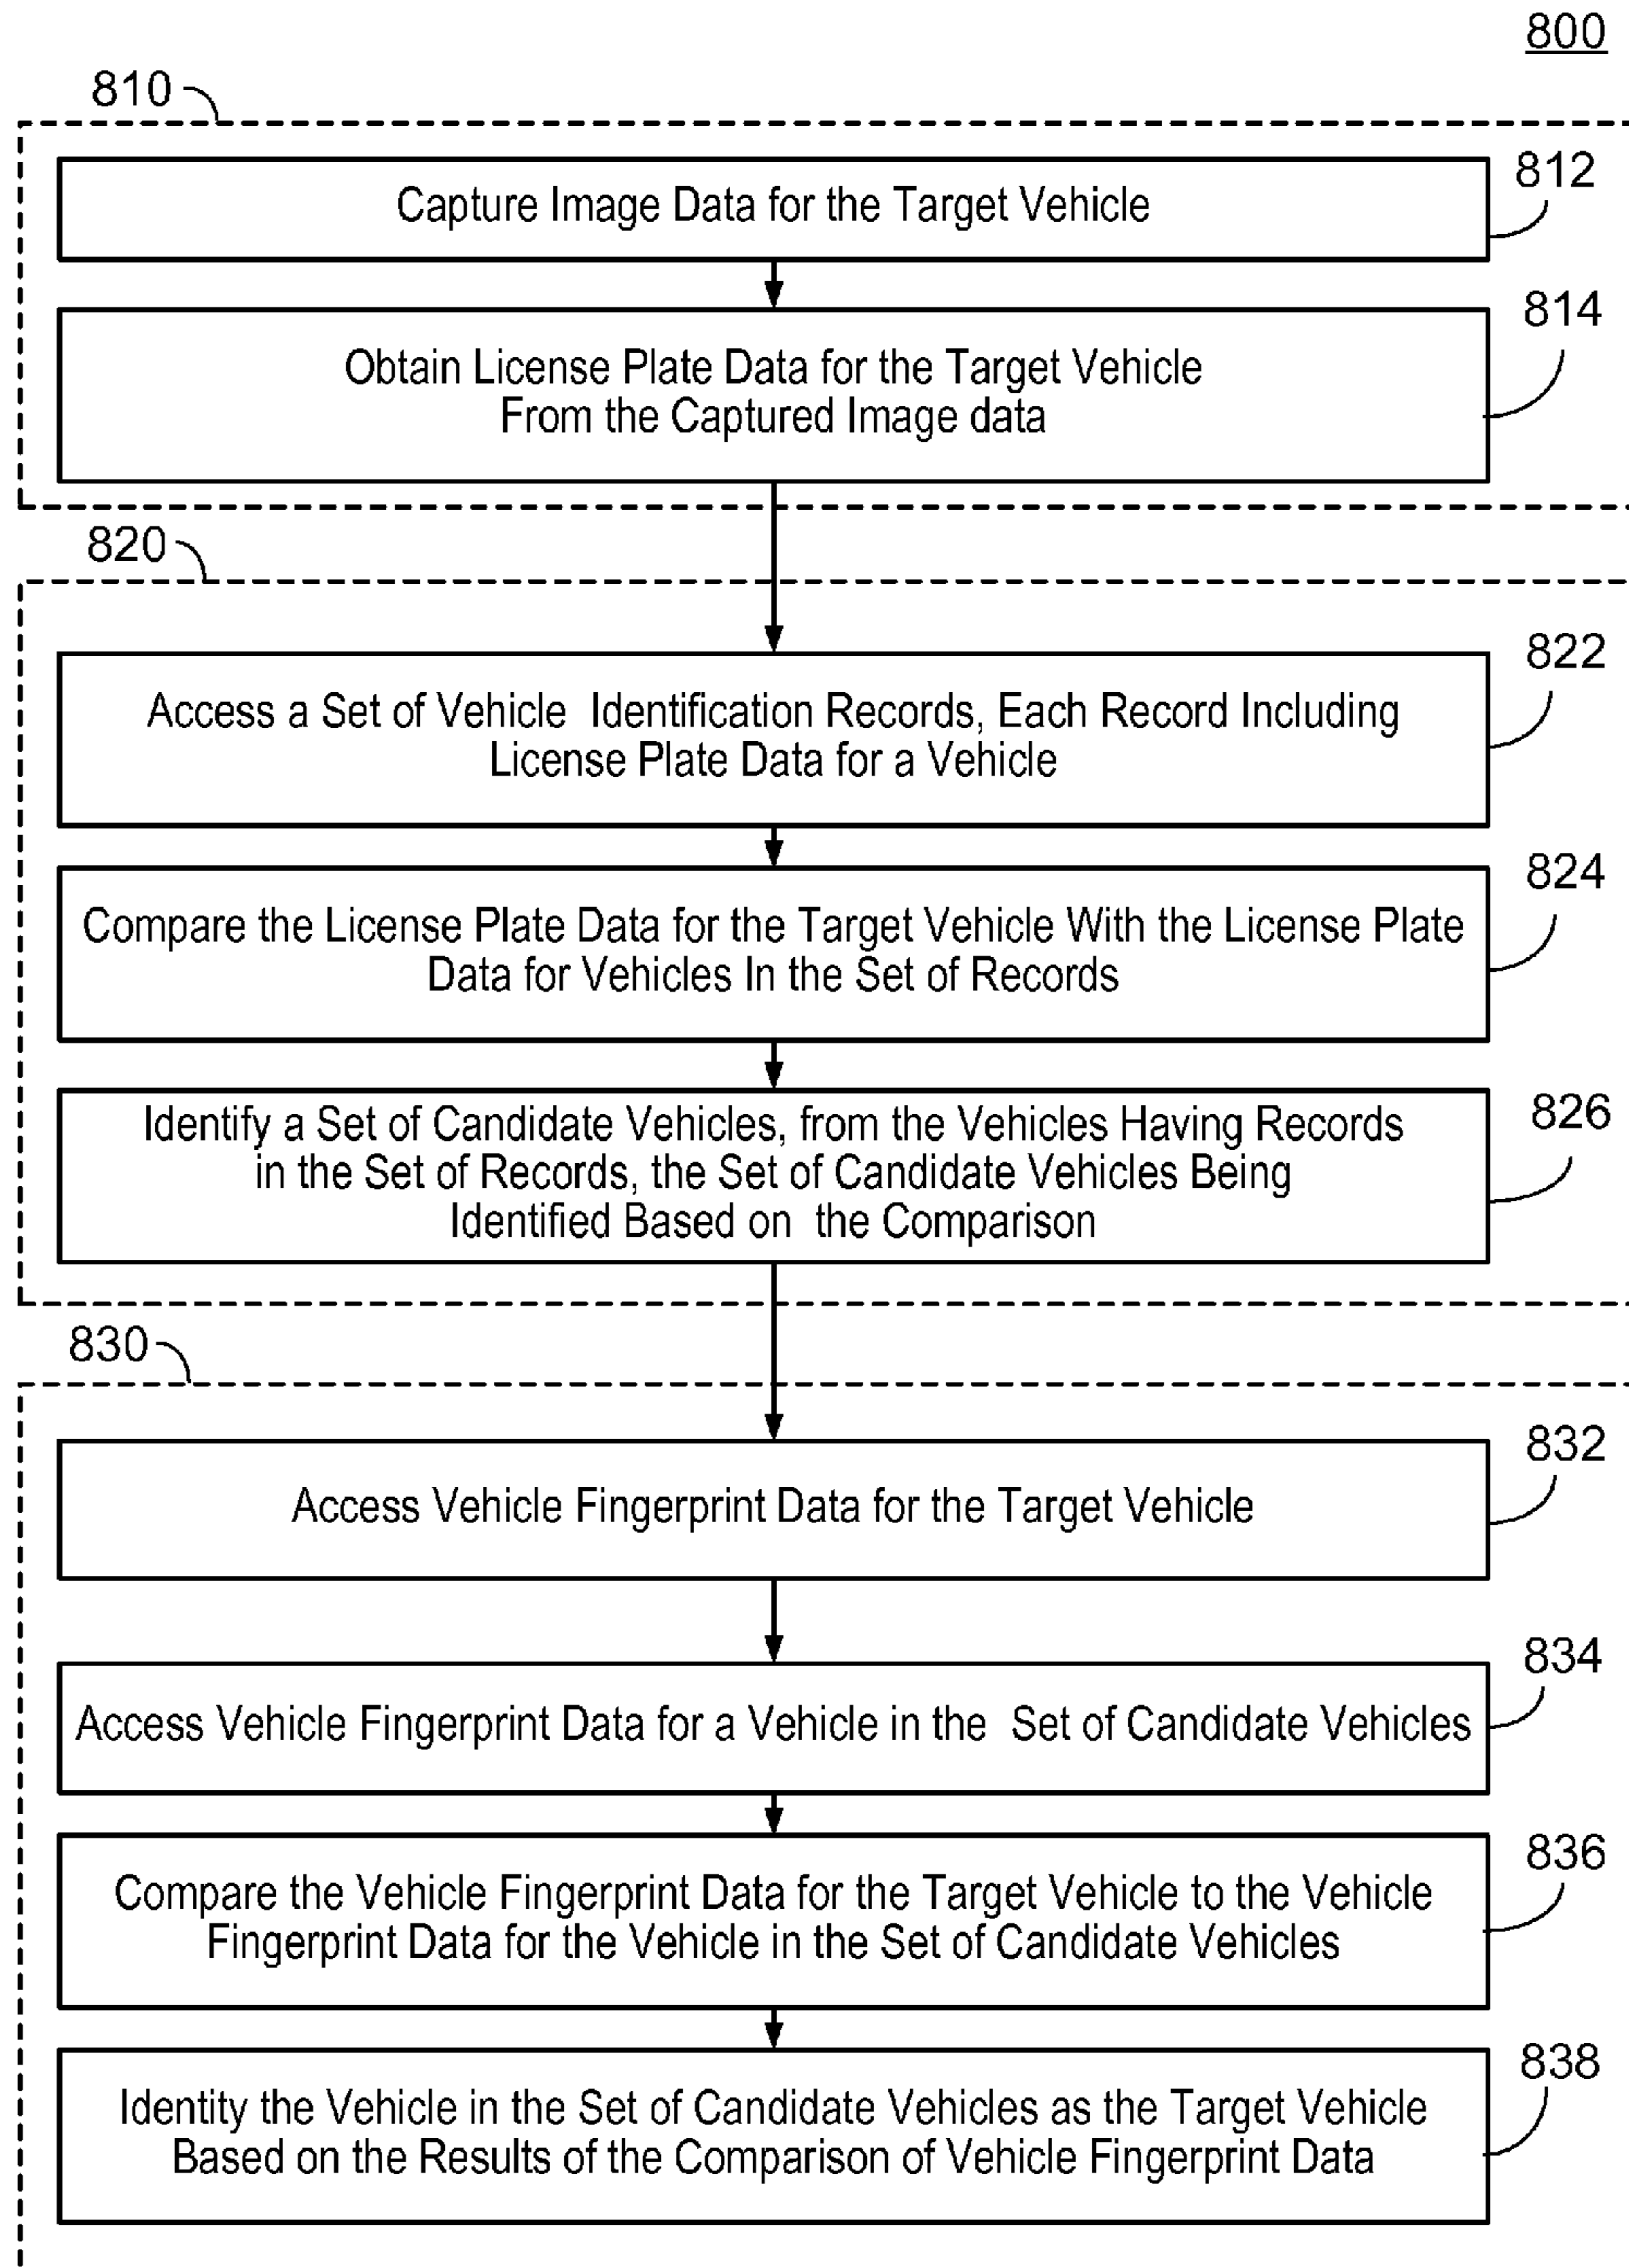 800
810
Capture Image Data for the Target Vehicle
812
Obtain License Plate Data for the Target Vehicle
From the Captured Image data
814
820
Access a Set of Vehicle Identification Records, Each Record Including
License Plate Data for a Vehicle
822
Compare the License Plate Data for the Target Vehicle With the License Plate
Data for Vehicles In the Set of Records
824
Identify a Set of Candidate Vehicles, from the Vehicles Having Records
in the Set of Records, the Set of Candidate Vehicles Being
Identified Based on the Comparison
826
830
Access Vehicle Fingerprint Data for the Target Vehicle
832
Access Vehicle Fingerprint Data for a Vehicle in the Set of Candidate Vehicles
834
Compare the Vehicle Fingerprint Data for the Target Vehicle to the Vehicle
Fingerprint Data for the Vehicle in the Set of Candidate Vehicles
836
Identity the Vehicle in the Set of Candidate Vehicles as the Target Vehicle
Based on the Results of the Comparison of Vehicle Fingerprint Data
838